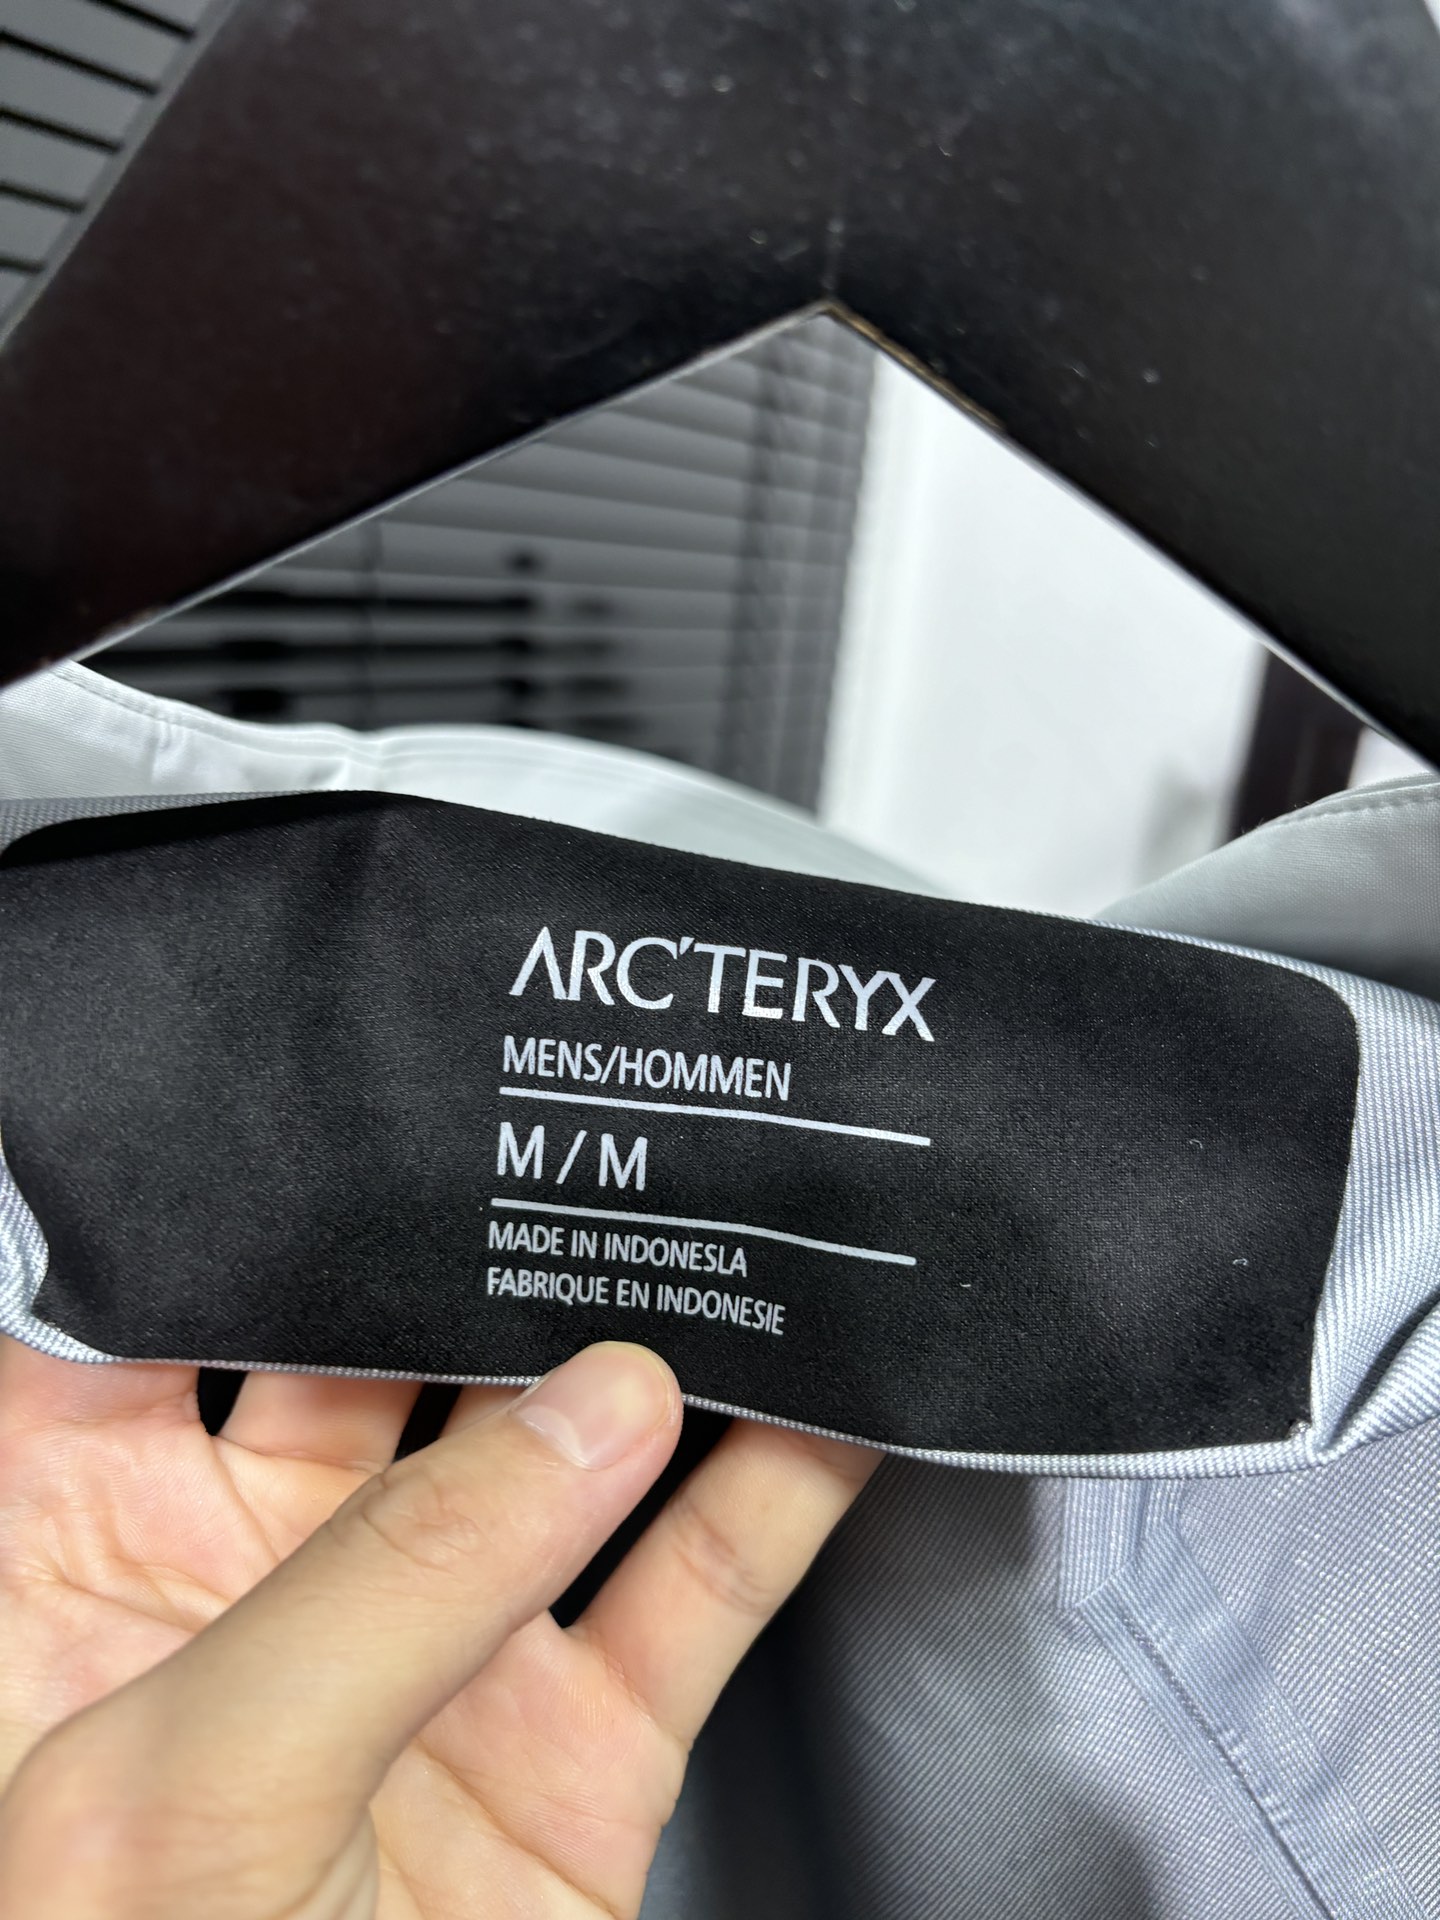 ARC'TERYX
MENS/HOMMEN
M / M
MADE IN INDONESLA
FABRIQUE EN INDONESIE